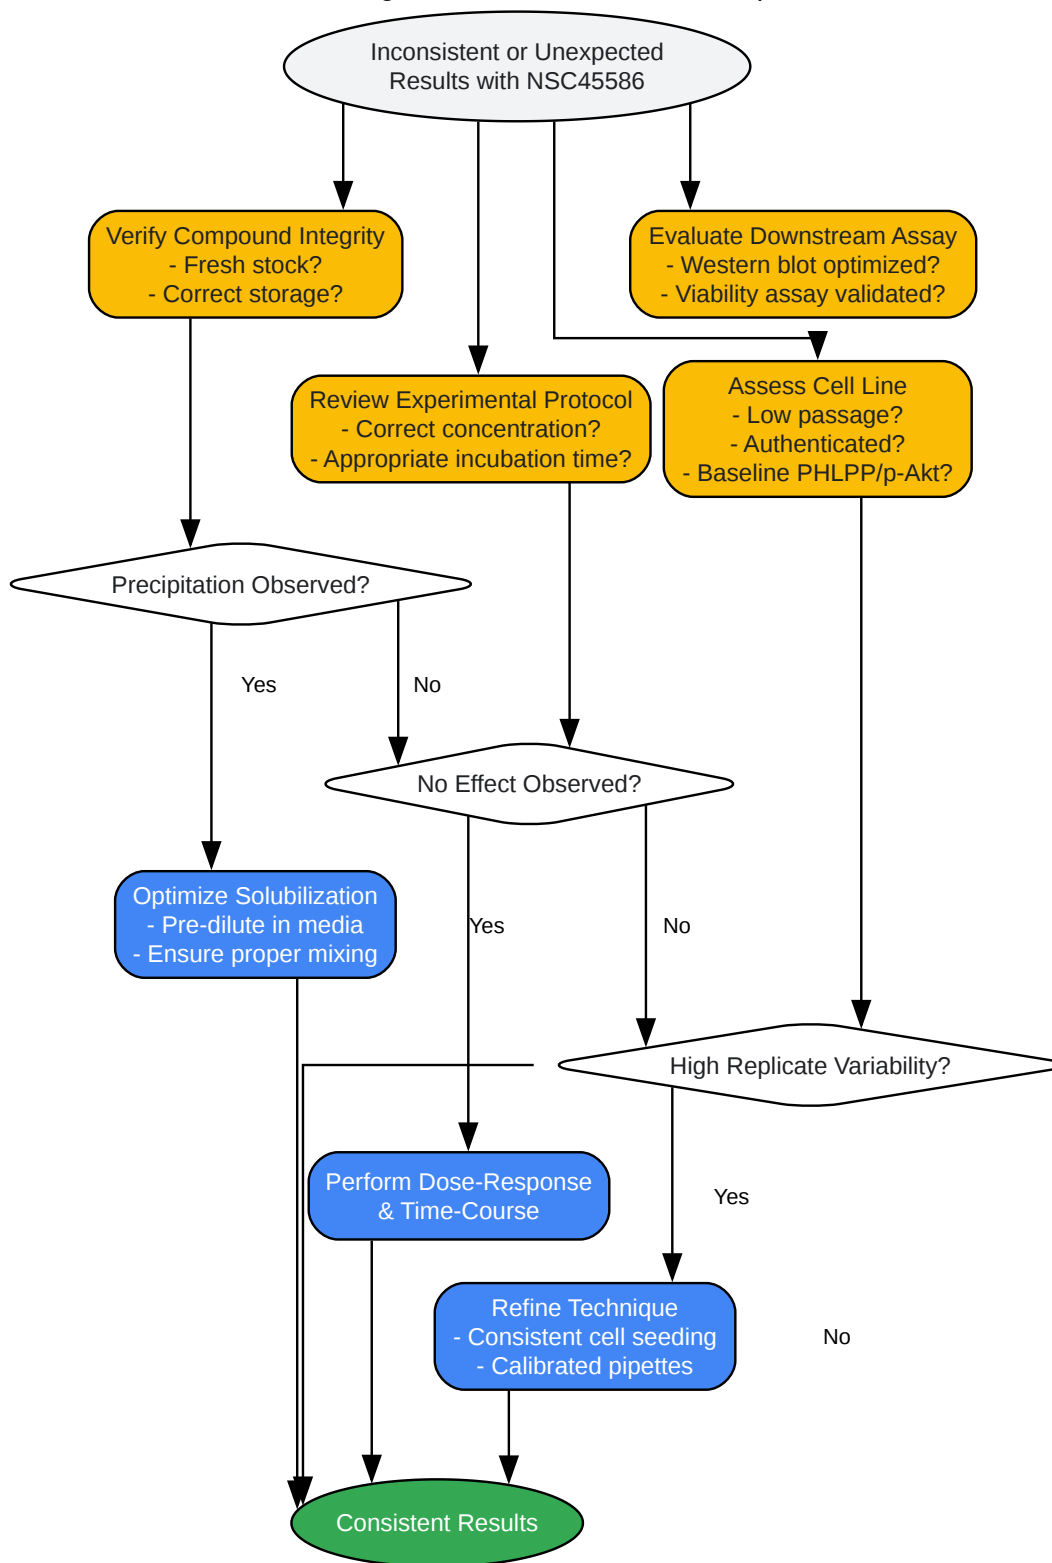 Inconsistent or Unexpected
Results with NSC45586
Verify Compound Integrity
- Fresh stock?
- Correct storage?
Evaluate Downstream Assay
- Western blot optimized?
- Viability assay validated?
Review Experimental Protocol
- Correct concentration?
- Appropriate incubation time?
Assess Cell Line
- Low passage?
- Authenticated?
- Baseline PHLPP/p-Akt?
Precipitation Observed?
Yes
No
No Effect Observed?
Optimize Solubilization
- Pre-dilute in media
- Ensure proper mixing
Yes
No
High Replicate Variability?
Perform Dose-Response
& Time-Course
Yes
Refine Technique
- Consistent cell seeding
- Calibrated pipettes
No
Consistent Results